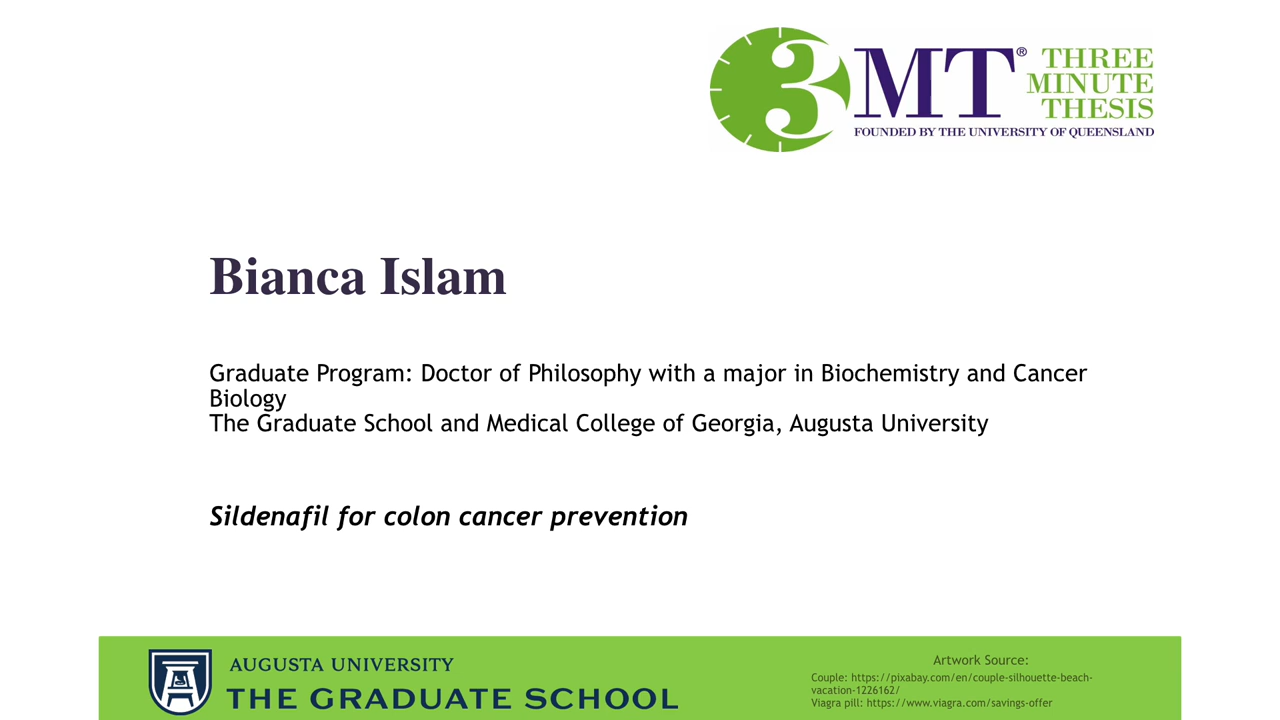 3MT® THREE
MINUTE
THESIS
FOUNDED BY THE UNIVERSITY OF QUEENSLAND
Bianca Islam
Graduate Program: Doctor of Philosophy with a major in Biochemistry and Cancer
Biology
The Graduate School and Medical College of Georgia, Augusta University
Sildenafil for colon cancer prevention
AUGUSTA UNIVERSITY
THE GRADUATE SCHOOL
Artwork Source:
Couple: https://pixabay.com/en/couple-silhouette-beach-
vacation-1226162/
Viagra pill: https://www.viagra.com/savings-offer